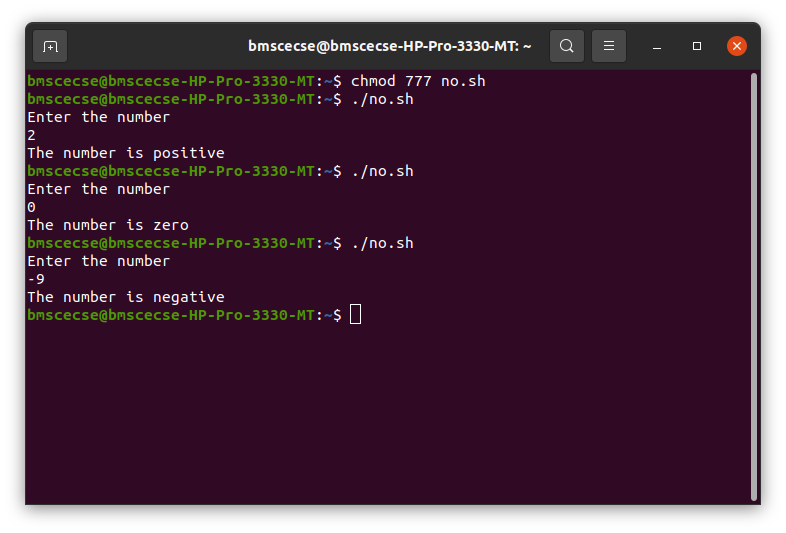 bmscecse@bmscecse-HP-Pro-3330-MT: ~
bmscecse@bmscecse-HP-Pro-3330-MT:~$ chmod 777 no.sh
bmscecse@bmscecse-HP-Pro-3330-MT:~$ ./no.sh
Enter the number
2
The number is positive
bmscecse@bmscecse-HP-Pro-3330-MT:~$ ./no.sh
Enter the number
0
The number is zero
bmscecse@bmscecse-HP-Pro-3330-MT:~$ ./no.sh
Enter the number
-9
The number is negative
bmscecse@bmscecse-HP-Pro-3330-MT:~$